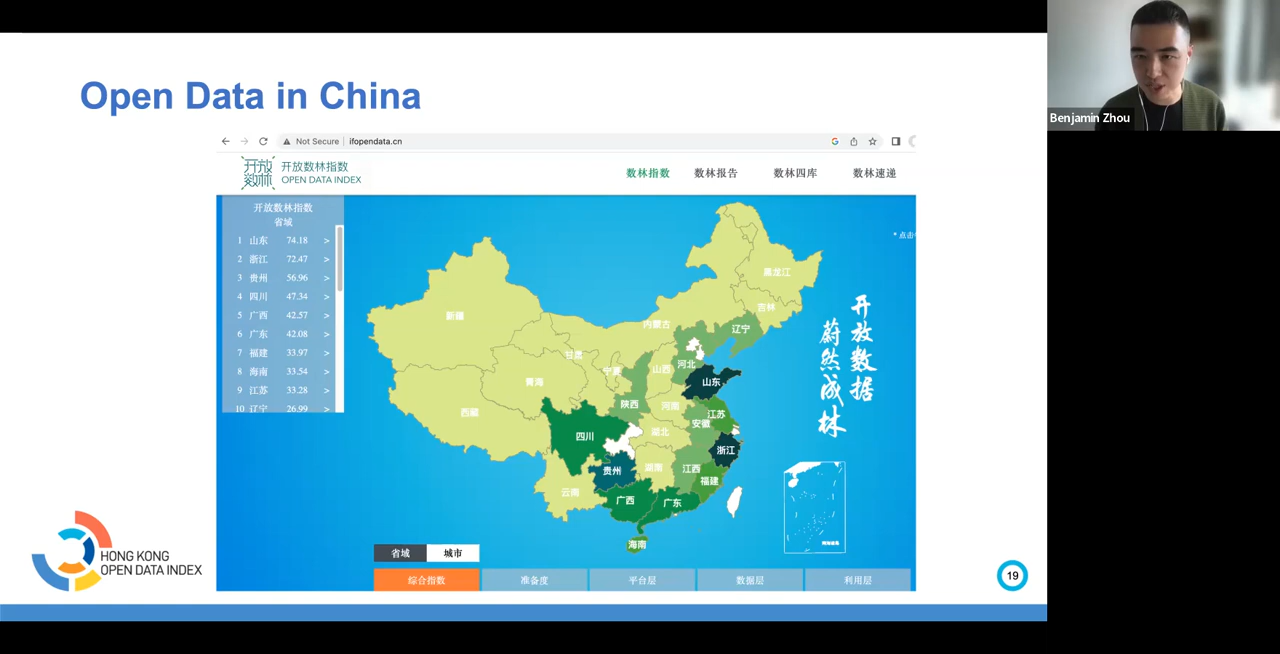 Open Data in China
Not Secure
ifopendata.cn
开放数林
开放数林指数
OPEN DATA INDEX
数林指数
数林报告
数林四库
数林速递
开放数林指数
省域
1 山东 74.18 >
2 浙江 72.47 >
3 贵州 56.96 >
4 四川 47.34 >
5 广西 42.57 >
6 广东 42.08 >
7 福建 33.97 >
8 海南 33.54 >
9 江苏 33.28 >
10 辽宁 26.99 >
* 点击
黑龙江
吉林
辽宁
内蒙古
新疆
甘肃
宁夏
山西
河北
山东
青海
陕西
河南
江苏
安徽
西藏
四川
湖北
浙江
贵州
湖南
江西
福建
云南
广西
广东
海南
开放数据
蔚然成林
省域
城市
综合指数
准备度
平台层
数据层
利用层
HONG KONG
OPEN DATA INDEX
19
Benjamin Zhou